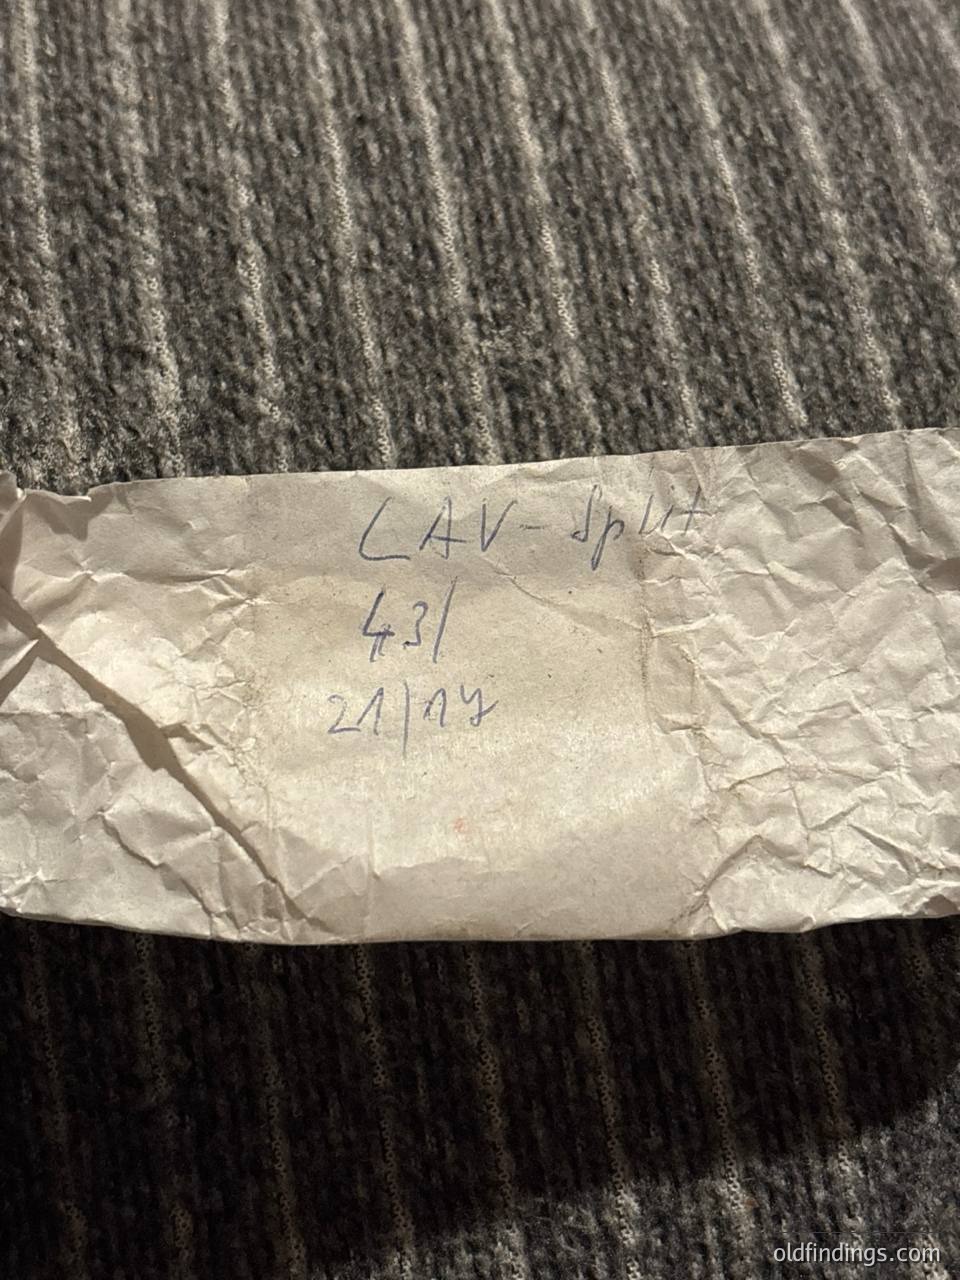 LAV-Split
43/
21/17
oldfindings.com